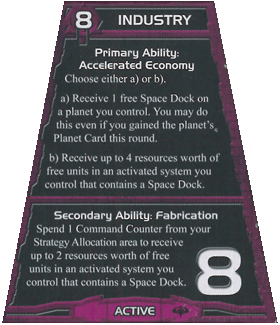 8 INDUSTRY
Primary Ability:
Accelerated Economy
Choose either a) or b).
a) Receive 1 free Space Dock on
a planet you control. You may do
this even if you gained the planet's
Planet Card this round.
b) Receive up to 4 resources worth of
free units in an activated system you
control that contains a Space Dock.
Secondary Ability: Fabrication
Spend 1 Command Counter from your
Strategy Allocation area to receive
up to 2 resources worth of free
units in an activated system you
control that contains a Space Dock.
8
ACTIVE